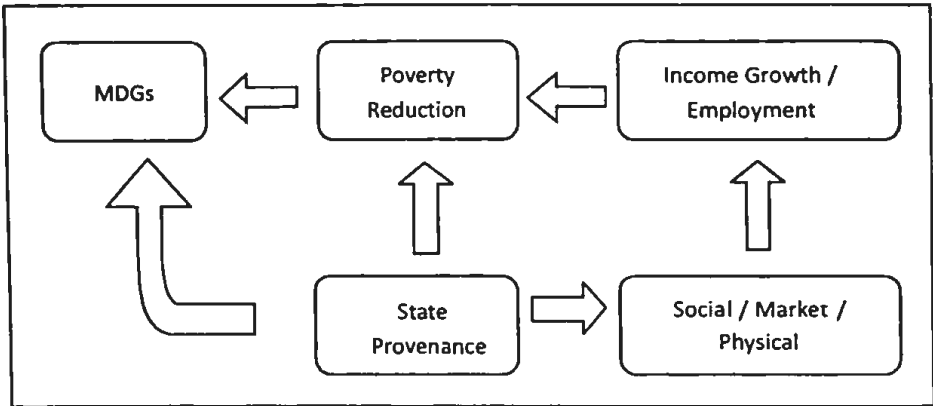 MDGs
Poverty
Reduction
Income Growth /
Employment
State
Provenance
Social / Market /
Physical